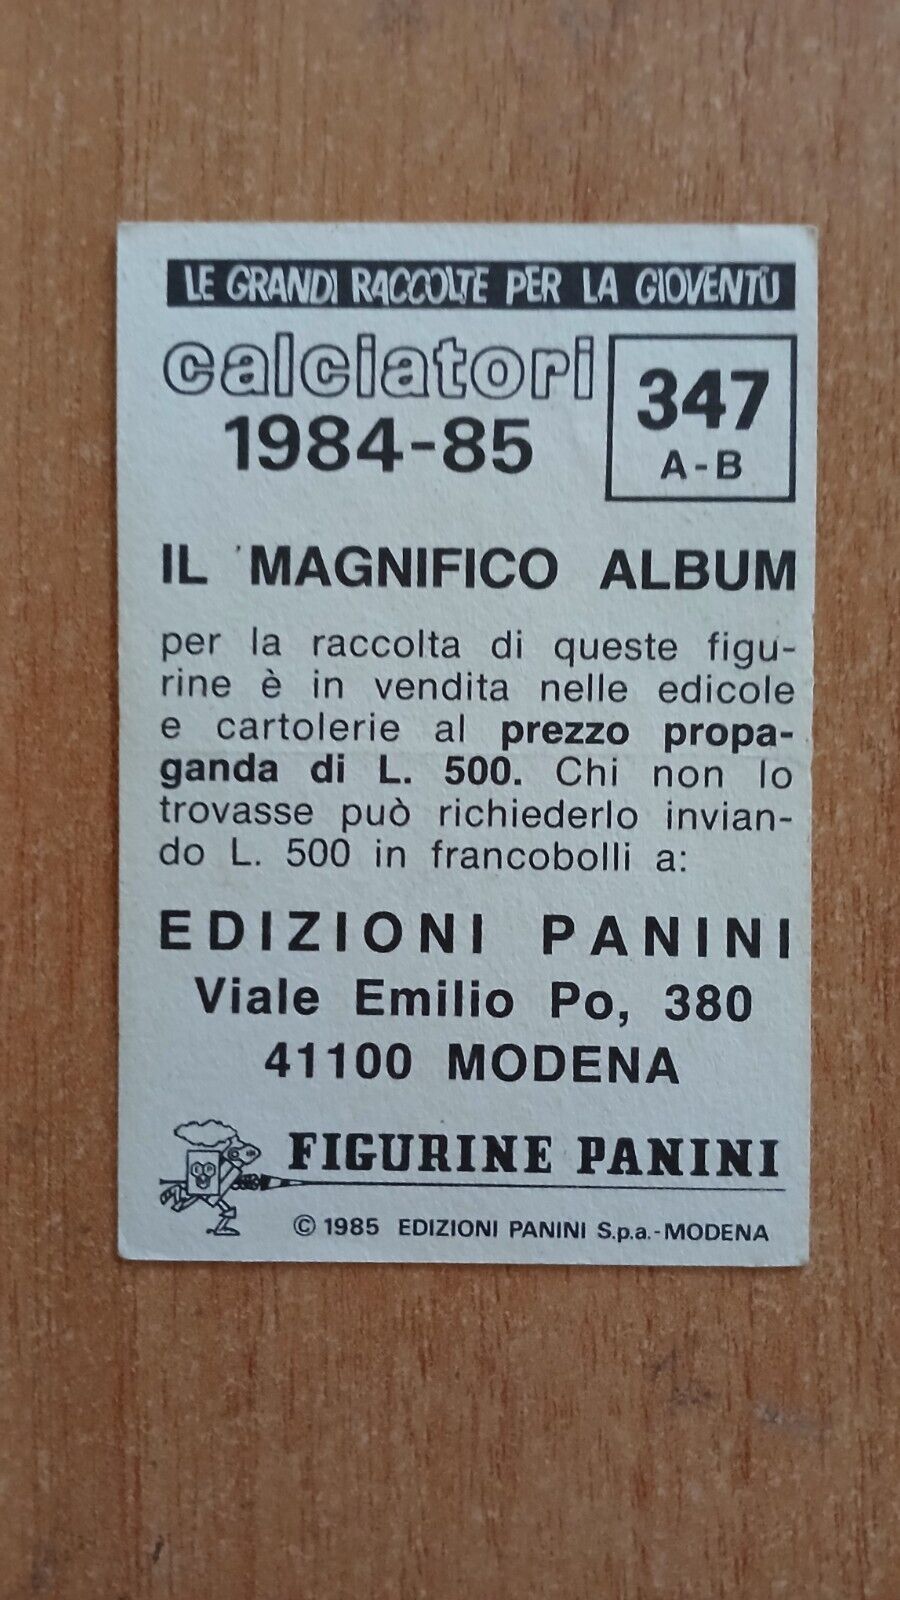 LE GRANDI RACCOLTE PER LA GIOVENTÙ
calciatori
1984-85
347
A-B
IL MAGNIFICO ALBUM
per la raccolta di queste figu-
rine è in vendita nelle edicole
e cartolerie al prezzo propa-
ganda di L. 500. Chi non lo
trovasse può richiederlo invian-
do L. 500 in francobolli a:
EDIZIONI PANINI
Viale Emilio Po, 380
41100 MODENA
FIGURINE PANINI
© 1985 EDIZIONI PANINI S.p.a.-MODENA